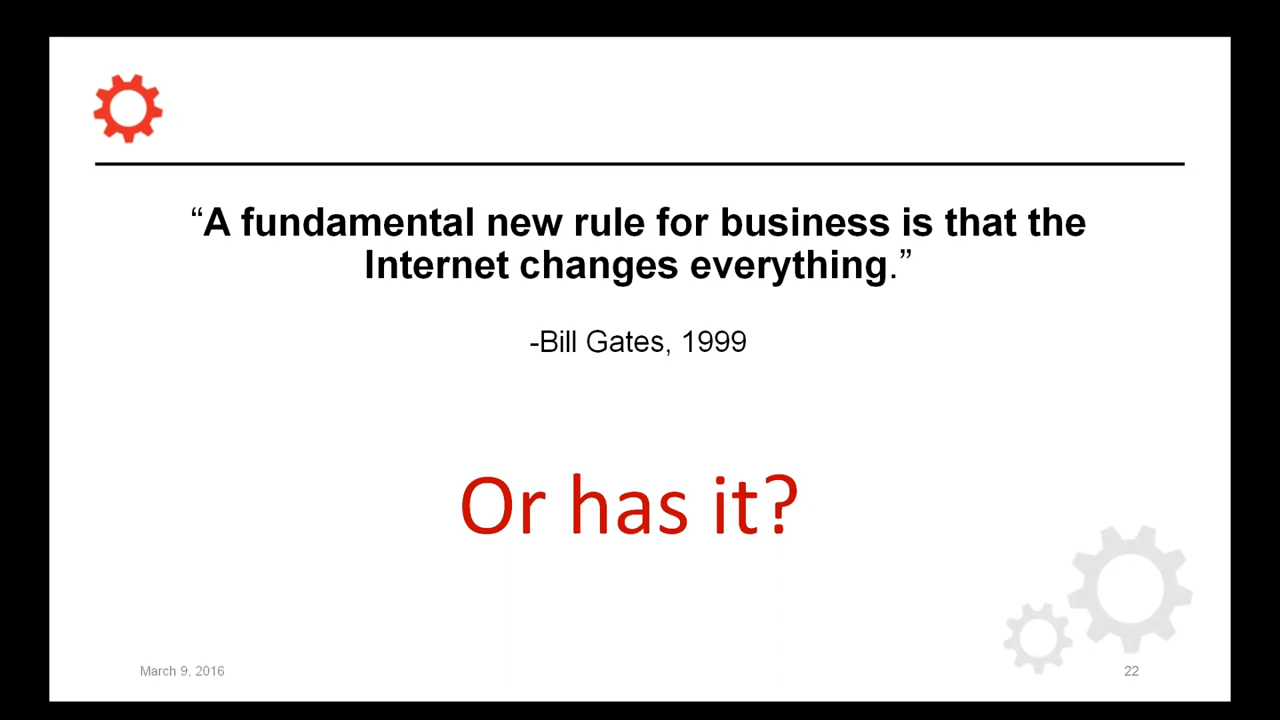 “A fundamental new rule for business is that the
Internet changes everything.”
-Bill Gates, 1999
Or has it?
March 9, 2016
22